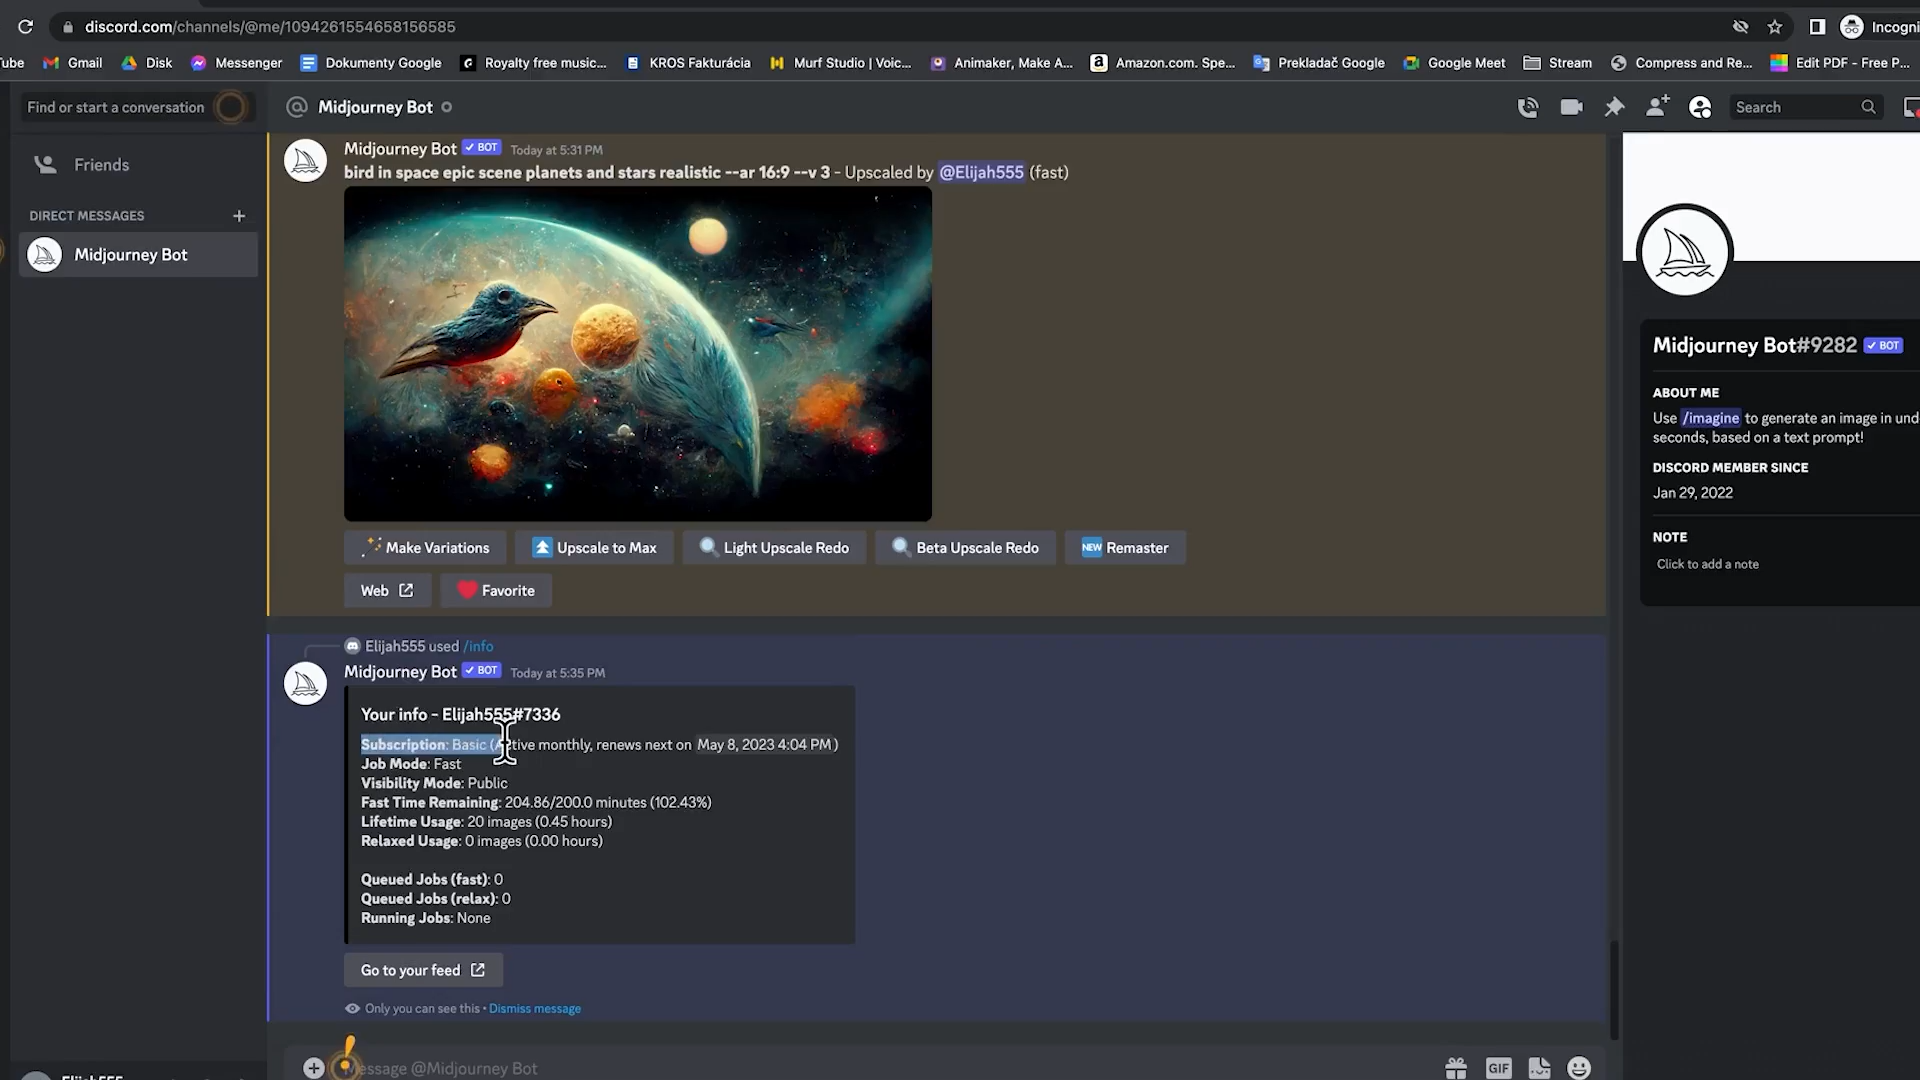 discord.com/channels/@me/1094261554658156585
Incogni
ube
Gmail
Disk
Messenger
Dokumenty Google
Royalty free music...
KROS Fakturácia
Murf Studio | Voic...
Animaker, Make A...
Amazon.com. Spe...
Prekladač Google
Google Meet
Stream
Compress and Re...
Edit PDF - Free P...
Find or start a conversation
Midjourney Bot
Search
Friends
DIRECT MESSAGES
Midjourney Bot
Midjourney Bot BOT Today at 5:31 PM
bird in space epic scene planets and stars realistic --ar 16:9 --v 3 - Upscaled by @Elijah555 (fast)
Make Variations
Upscale to Max
Light Upscale Redo
Beta Upscale Redo
NEW Remaster
Web
Favorite
Elijah555 used /info
Midjourney Bot BOT Today at 5:35 PM
Your info - Elijah555#7336
Subscription: Basic (Active monthly, renews next on May 8, 2023 4:04 PM)
Job Mode: Fast
Visibility Mode: Public
Fast Time Remaining: 204.86/200.0 minutes (102.43%)
Lifetime Usage: 20 images (0.45 hours)
Relaxed Usage: 0 images (0.00 hours)
Queued Jobs (fast): 0
Queued Jobs (relax): 0
Running Jobs: None
Go to your feed
Only you can see this • Dismiss message
Message @Midjourney Bot
GIF
Midjourney Bot#9282 BOT
ABOUT ME
Use /imagine to generate an image in und
seconds, based on a text prompt!
DISCORD MEMBER SINCE
Jan 29, 2022
NOTE
Click to add a note
Elijah555